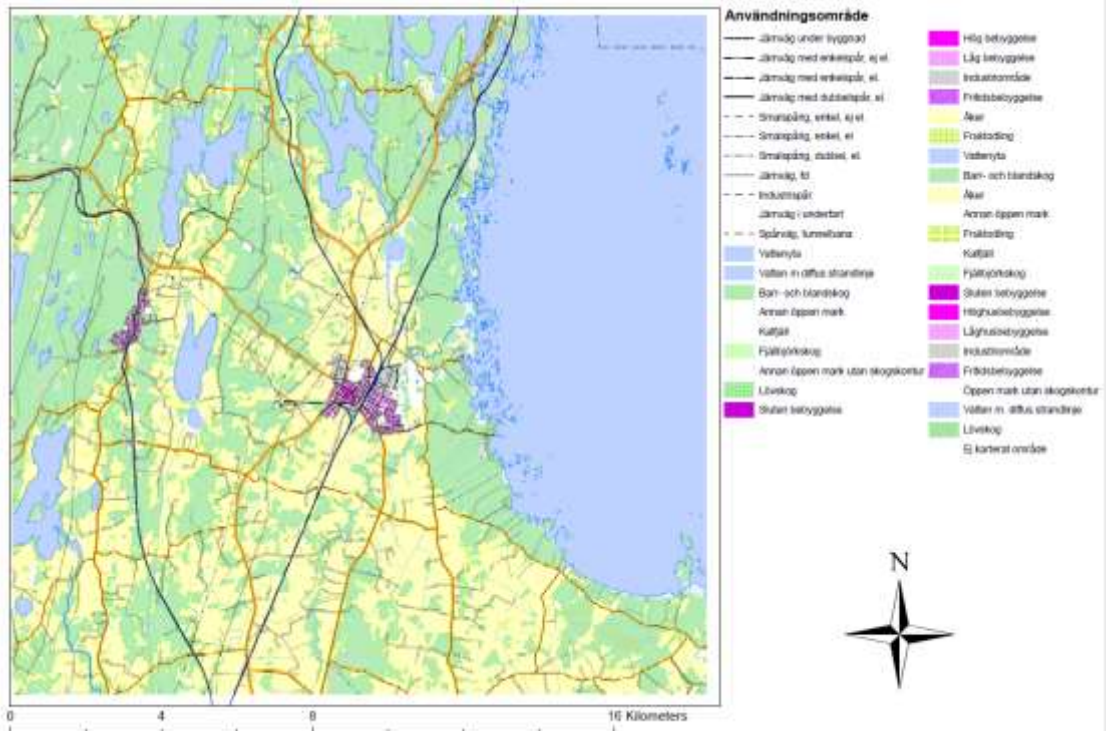 Användningsområde
Järnväg under byggnad
Järnväg med enkelspår, ej el.
Järnväg med enkelspår, el.
Järnväg med dubbelspår, el.
Smalspårig, enkel, ej el.
Smalspårig, enkel, el
Smalspårig, dubbel, el.
Järnväg, fd
Industrispår
Järnväg i underfart
Spårväg, tunnelbana
Vattenyta
Vatten m diffus strandlinje
Barr- och blandskog
Annan öppen mark
Kalfjäll
Fjällbjörkskog
Annan öppen mark utan skogskontur
Lövskog
Sluten bebyggelse
Hög bebyggelse
Låg bebyggelse
Industriområde
Fritidsbebyggelse
Åker
Fruktodling
Vattenyta
Barr- och blandskog
Åker
Annan öppen mark
Fruktodling
Kalfjäll
Fjällbjörkskog
Sluten bebyggelse
Höghusbebyggelse
Låghusbebyggelse
Industriområde
Fritidsbebyggelse
Öppen mark utan skogskontur
Vatten m. diffus strandlinje
Lövskog
Ej karterat område
N
0 4 8 16 Kilometers